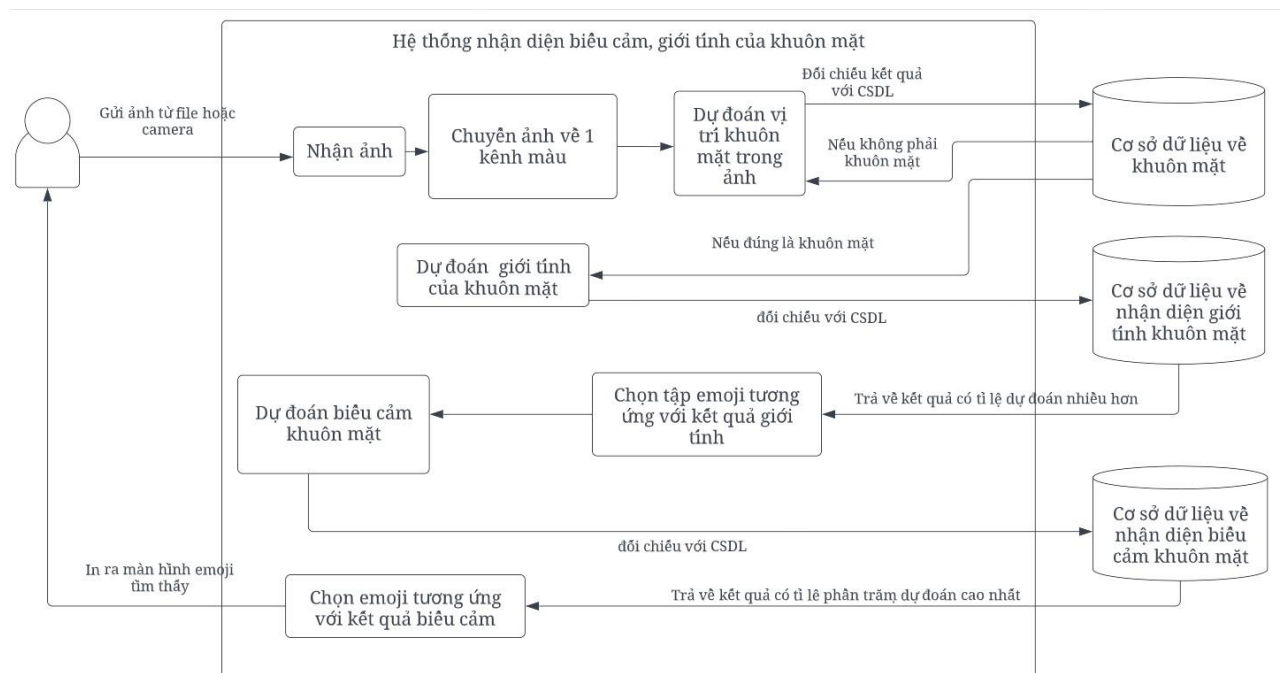 Hệ thống nhận diện biểu cảm, giới tính của khuôn mặt
Gửi ảnh từ file hoặc
camera
Nhận ảnh
Chuyển ảnh về 1
kênh màu
Dự đoán vị
trí khuôn
mặt trong
ảnh
Đối chiếu kết quả
với CSDL
Nếu không phải
khuôn mặt
Cơ sở dữ liệu về
khuôn mặt
Nếu đúng là khuôn mặt
Dự đoán giới tính
của khuôn mặt
đối chiếu với CSDL
Cơ sở dữ liệu về
nhận diện giới
tính khuôn mặt
Trả về kết quả có tỉ lệ dự đoán nhiều hơn
Chọn tập emoji tương
ứng với kết quả giới
tính
Dự đoán biểu cảm
khuôn mặt
đối chiếu với CSDL
Cơ sở dữ liệu về
nhận diện biểu
cảm khuôn mặt
Trả về kết quả có tỉ lệ phần trăm dự đoán cao nhất
Chọn emoji tương ứng
với kết quả biểu cảm
In ra màn hình emoji
tìm thấy